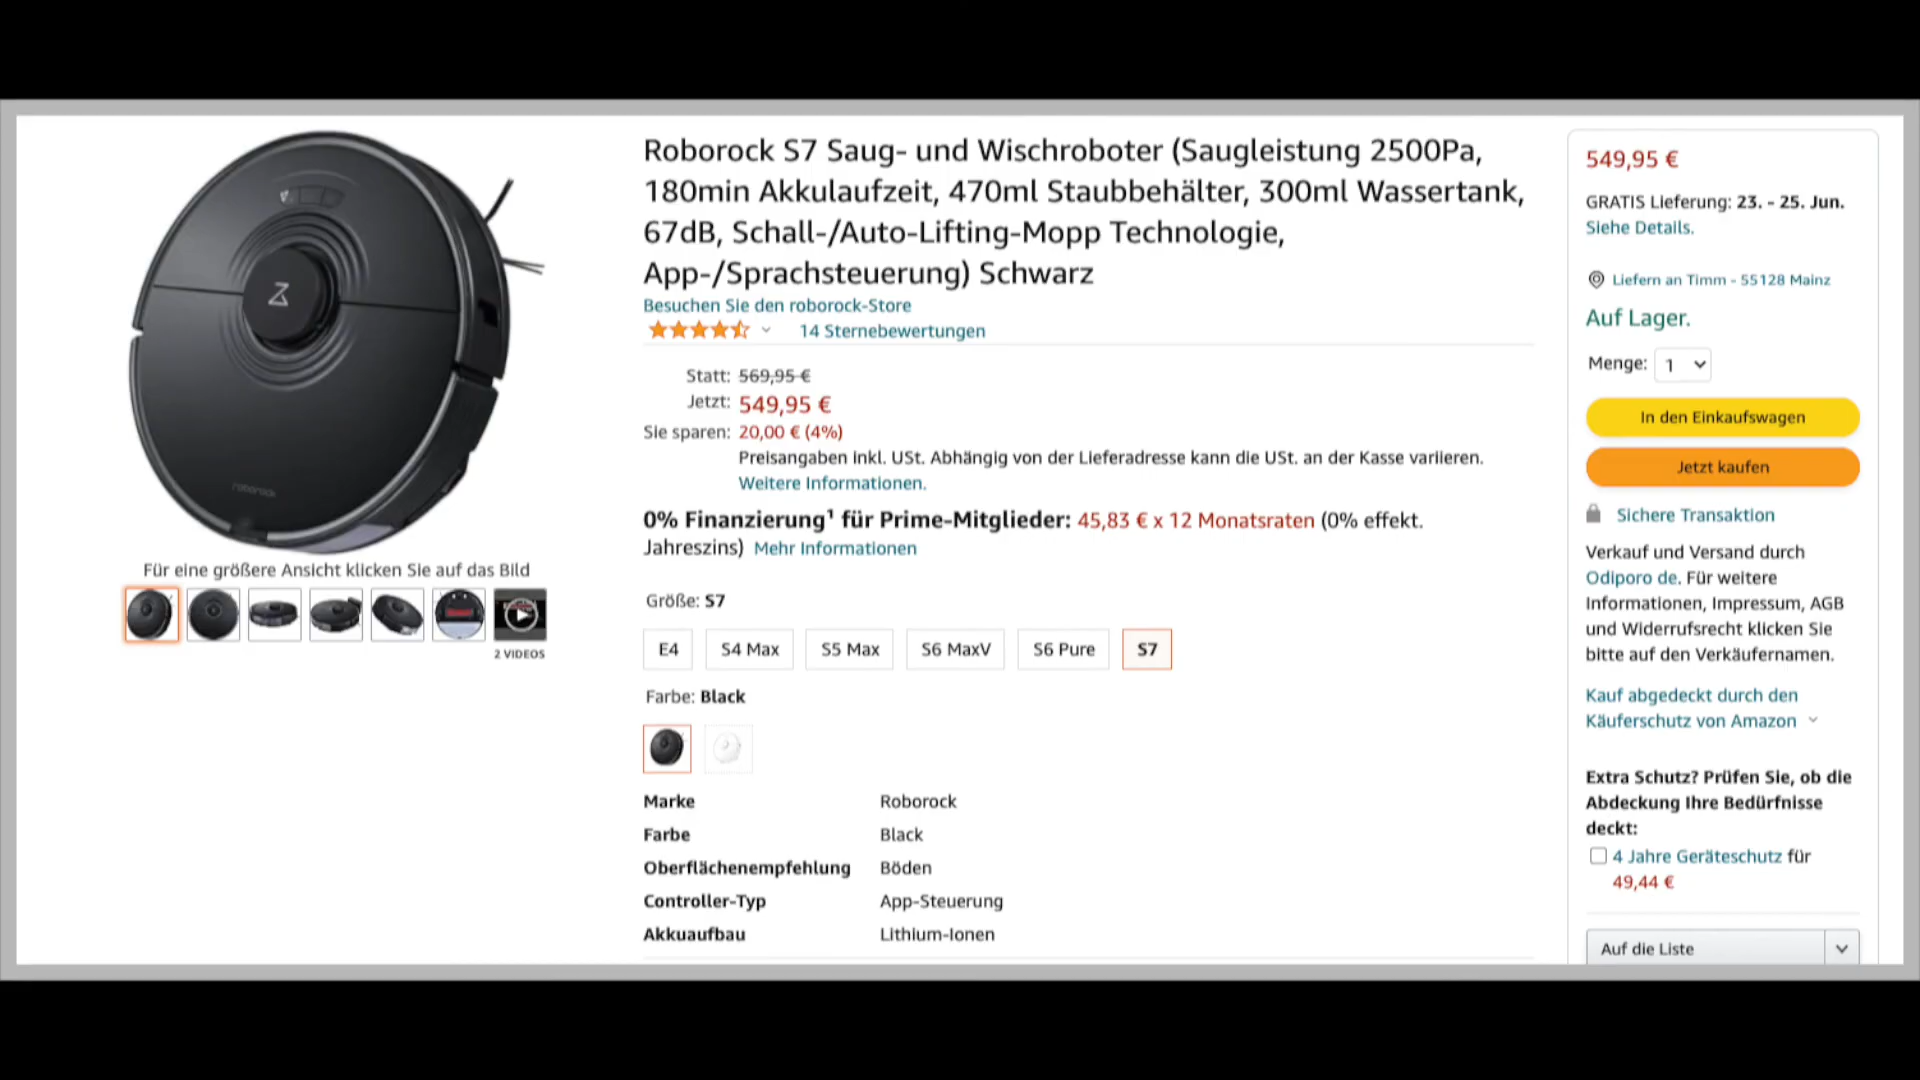 Roborock S7 Saug- und Wischroboter (Saugleistung 2500Pa,
180min Akkulaufzeit, 470ml Staubbehälter, 300ml Wassertank,
67dB, Schall-/Auto-Lifting-Mopp Technologie,
App-/Sprachsteuerung) Schwarz
Besuchen Sie den roborock-Store
14 Sternebewertungen
Statt: 569,95 €
Jetzt: 549,95 €
Sie sparen: 20,00 € (4%)
Preisangaben inkl. USt. Abhängig von der Lieferadresse kann die USt. an der Kasse variieren.
Weitere Informationen.
0% Finanzierung¹ für Prime-Mitglieder: 45,83 € x 12 Monatsraten (0% effekt.
Jahreszins) Mehr Informationen
Größe: S7
E4 S4 Max S5 Max S6 MaxV S6 Pure S7
Farbe: Black
Marke Roborock
Farbe Black
Oberflächenempfehlung Böden
Controller-Typ App-Steuerung
Akkuaufbau Lithium-Ionen
roborock
Für eine größere Ansicht klicken Sie auf das Bild
2 VIDEOS
549,95 €
GRATIS Lieferung: 23. - 25. Jun.
Siehe Details.
Liefern an Timm - 55128 Mainz
Auf Lager.
Menge: 1
In den Einkaufswagen
Jetzt kaufen
Sichere Transaktion
Verkauf und Versand durch
Odiporo de. Für weitere
Informationen, Impressum, AGB
und Widerrufsrecht klicken Sie
bitte auf den Verkäufernamen.
Kauf abgedeckt durch den
Käuferschutz von Amazon
Extra Schutz? Prüfen Sie, ob die
Abdeckung Ihre Bedürfnisse
deckt:
4 Jahre Geräteschutz für
49,44 €
Auf die Liste